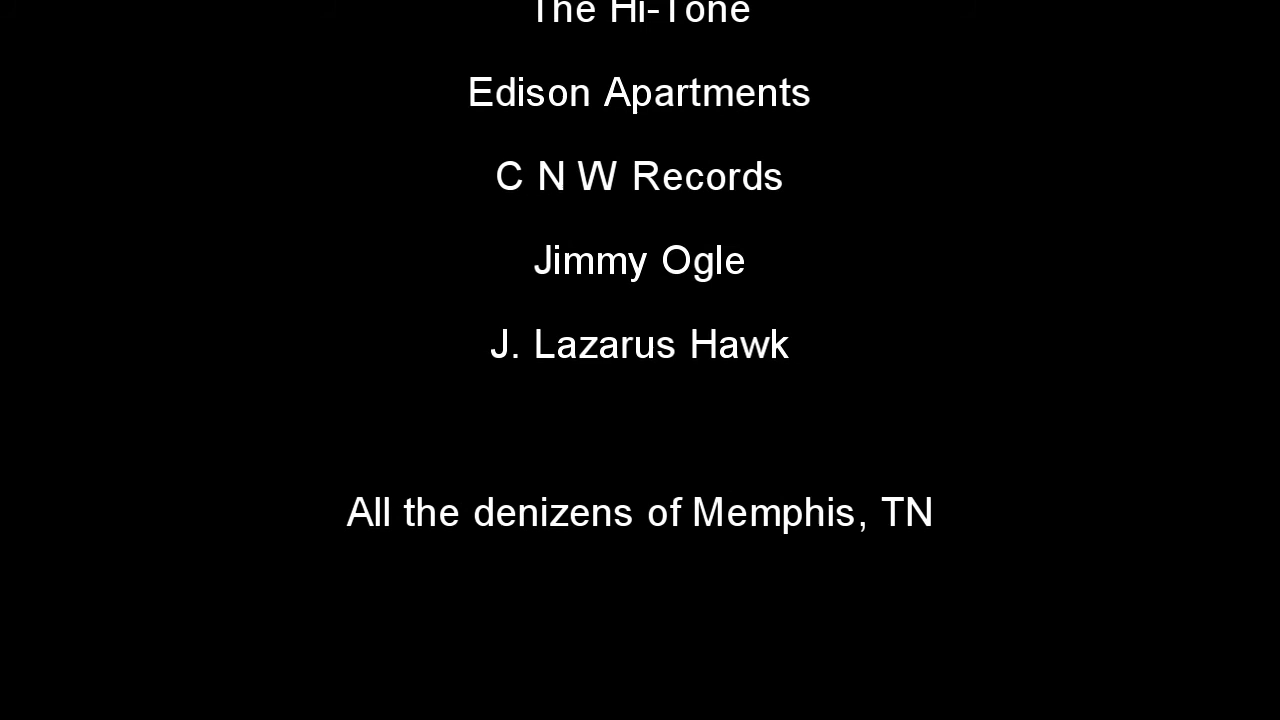 The Hi-Tone
Edison Apartments
C N W Records
Jimmy Ogle
J. Lazarus Hawk
All the denizens of Memphis, TN